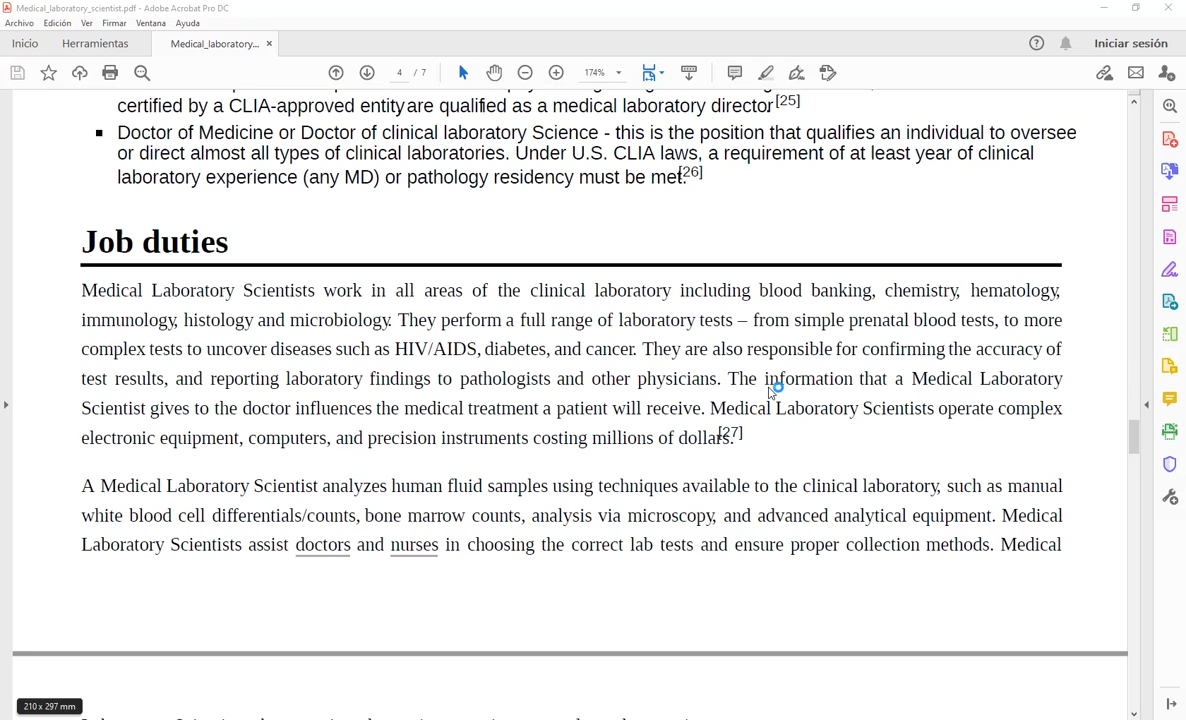 Medical_laboratory_scientist.pdf - Adobe Acrobat Pro DC
Archivo Edición Ver Firmar Ventana Ayuda
Inicio Herramientas Medical_laboratory... × Iniciar sesión
4 / 7 174%
certified by a CLIA-approved entity are qualified as a medical laboratory director.[25]
▪ Doctor of Medicine or Doctor of clinical laboratory Science - this is the position that qualifies an individual to oversee
or direct almost all types of clinical laboratories. Under U.S. CLIA laws, a requirement of at least year of clinical
laboratory experience (any MD) or pathology residency must be met.[26]
Job duties
Medical Laboratory Scientists work in all areas of the clinical laboratory including blood banking, chemistry, hematology,
immunology, histology and microbiology. They perform a full range of laboratory tests – from simple prenatal blood tests, to more
complex tests to uncover diseases such as HIV/AIDS, diabetes, and cancer. They are also responsible for confirming the accuracy of
test results, and reporting laboratory findings to pathologists and other physicians. The information that a Medical Laboratory
Scientist gives to the doctor influences the medical treatment a patient will receive. Medical Laboratory Scientists operate complex
electronic equipment, computers, and precision instruments costing millions of dollars.[27]
A Medical Laboratory Scientist analyzes human fluid samples using techniques available to the clinical laboratory, such as manual
white blood cell differentials/counts, bone marrow counts, analysis via microscopy, and advanced analytical equipment. Medical
Laboratory Scientists assist doctors and nurses in choosing the correct lab tests and ensure proper collection methods. Medical
210 x 297 mm